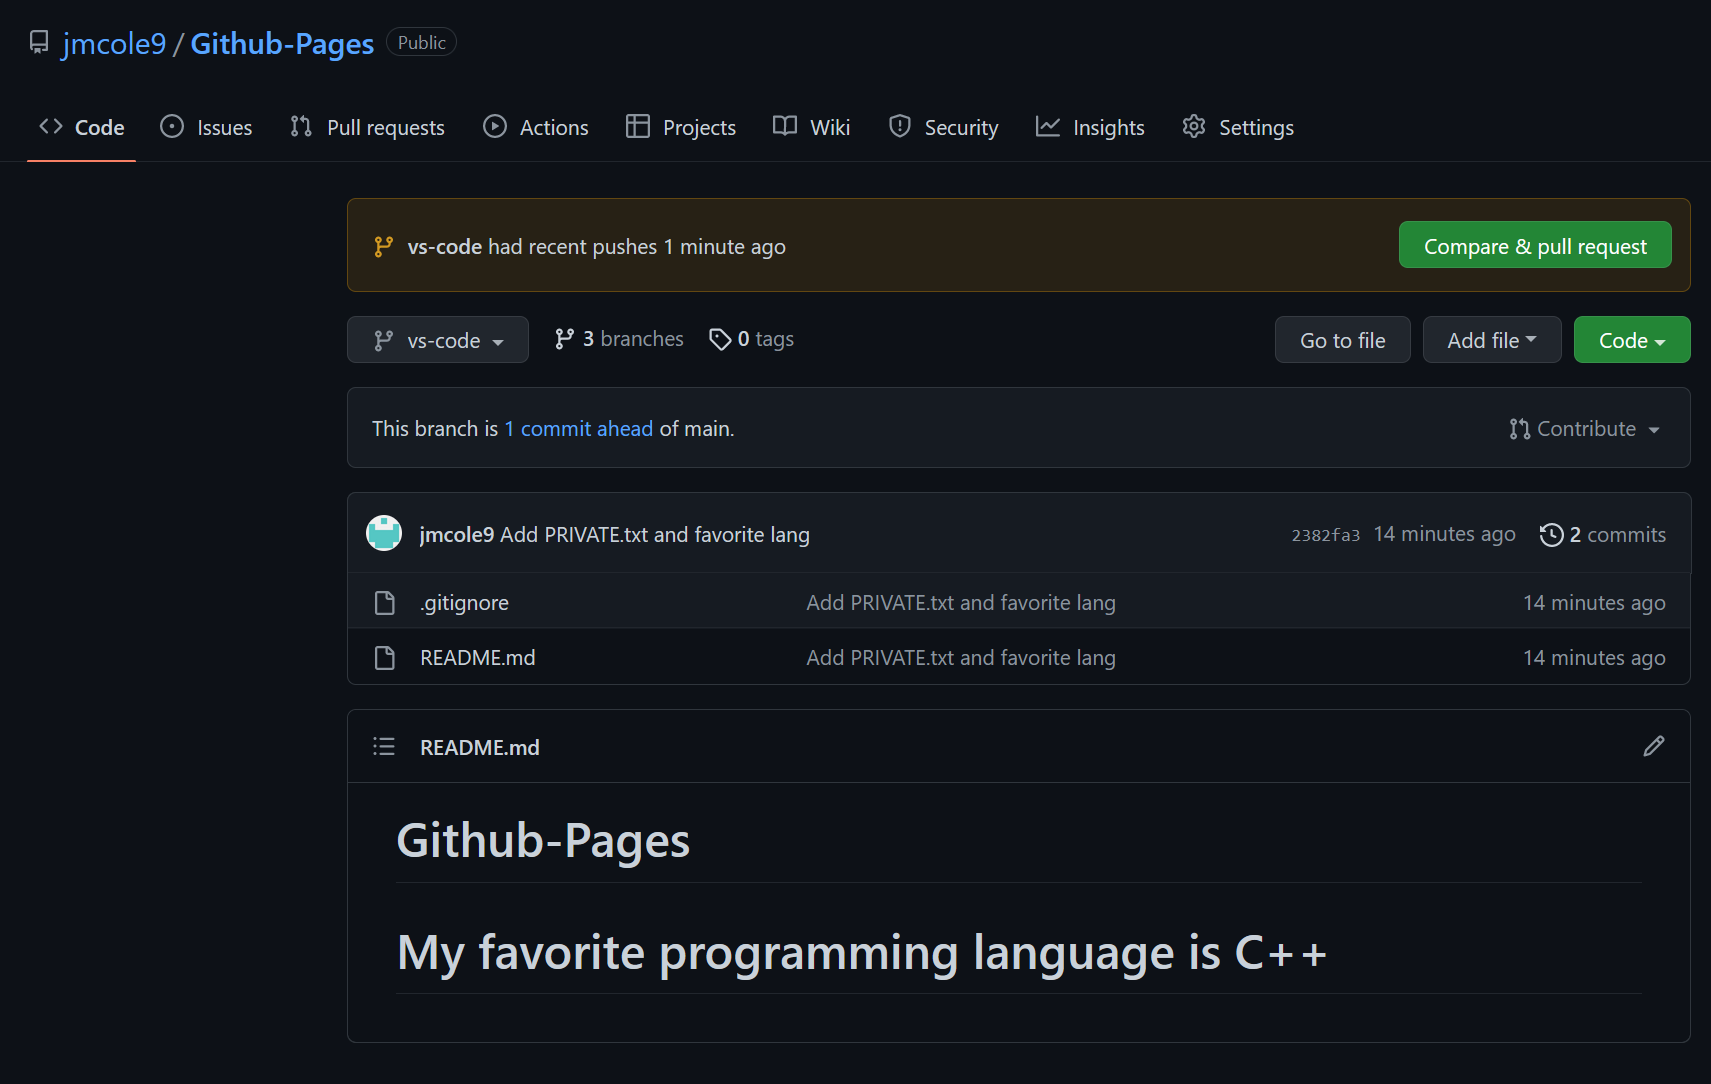 jmcole9 / Github-Pages Public
Code Issues Pull requests Actions Projects Wiki Security Insights Settings
vs-code had recent pushes 1 minute ago Compare & pull request
vs-code 3 branches 0 tags Go to file Add file Code
This branch is 1 commit ahead of main. Contribute
jmcole9 Add PRIVATE.txt and favorite lang 2382fa3 14 minutes ago 2 commits
.gitignore Add PRIVATE.txt and favorite lang 14 minutes ago
README.md Add PRIVATE.txt and favorite lang 14 minutes ago
README.md
Github-Pages
My favorite programming language is C++